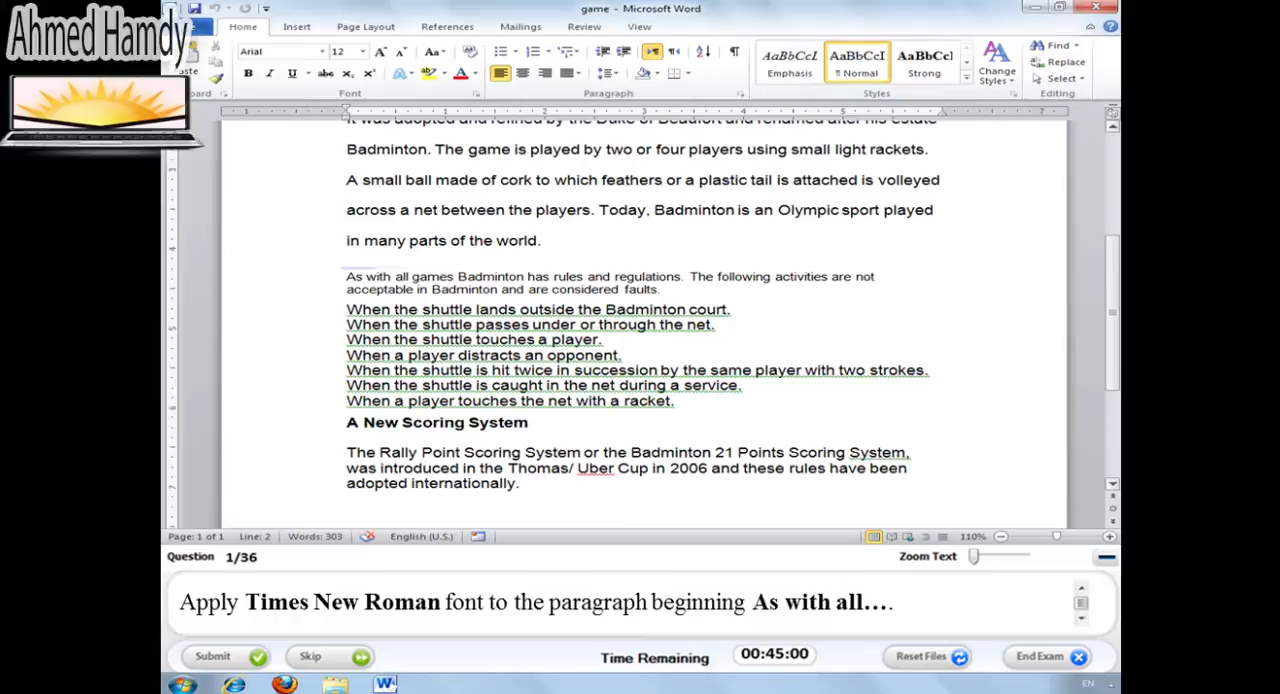 Ahmed Hamdy
game - Microsoft Word
Home Insert Page Layout References Mailings Review View
Arial 12
AaBbCcI AaBbCcI AaBbCcI
Emphasis ¶ Normal Strong
Change Styles
Find
Replace
Select
Font Paragraph Styles Editing
It was adopted and refined by the Duke of Beaufort and renamed after his estate
Badminton. The game is played by two or four players using small light rackets.
A small ball made of cork to which feathers or a plastic tail is attached is volleyed
across a net between the players. Today, Badminton is an Olympic sport played
in many parts of the world.
As with all games Badminton has rules and regulations. The following activities are not
acceptable in Badminton and are considered faults.
When the shuttle lands outside the Badminton court.
When the shuttle passes under or through the net.
When the shuttle touches a player.
When a player distracts an opponent.
When the shuttle is hit twice in succession by the same player with two strokes.
When the shuttle is caught in the net during a service.
When a player touches the net with a racket.
A New Scoring System
The Rally Point Scoring System or the Badminton 21 Points Scoring System,
was introduced in the Thomas/ Uber Cup in 2006 and these rules have been
adopted internationally.
Page: 1 of 1 Line: 2 Words: 303 English (U.S.) 110%
Question 1/36 Zoom Text
Apply Times New Roman font to the paragraph beginning As with all….
Submit Skip Time Remaining 00:45:00 Reset Files End Exam
EN